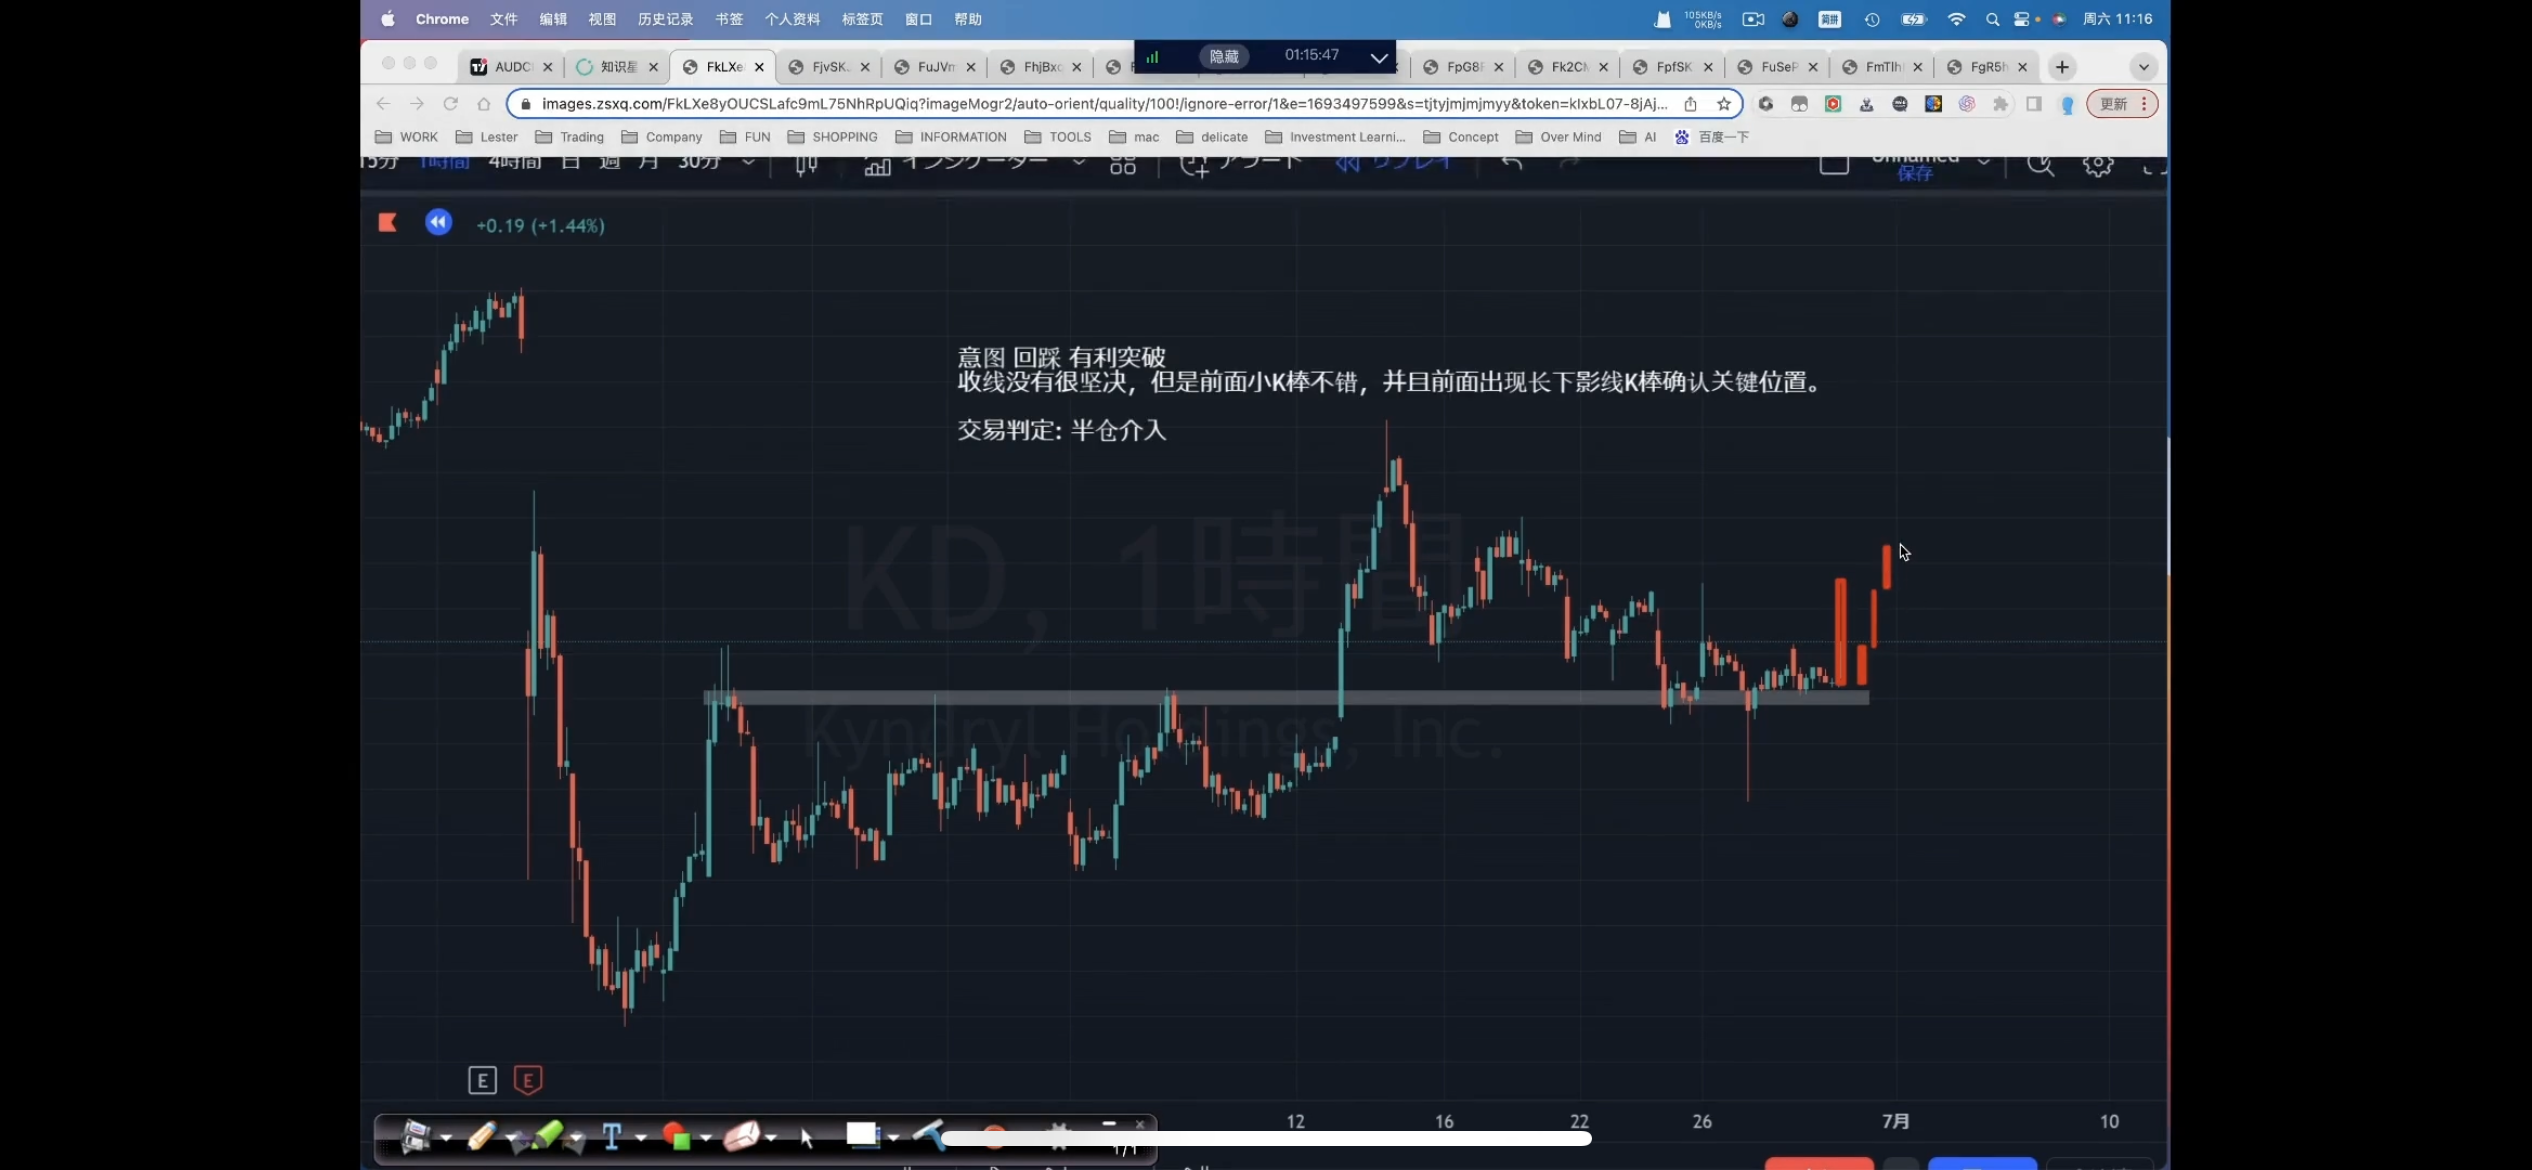 Chrome 文件 编辑 视图 历史记录 书签 个人资料 标签页 窗口 帮助
105KB/s
0KB/s
简拼
周六 11:16
AUDC 知识星 FkLXe FjvSK FuJVm FhjBxc 隐藏 01:15:47 FpG8 Fk2C FpfSK FuSeP FmTlh FgR5h
images.zsxq.com/FkLXe8yOUCSLafc9mL75NhRpUQiq?imageMogr2/auto-orient/quality/100!/ignore-error/1&e=1693497599&s=tjtyjmjmjmyy&token=kIxbL07-8jAj... 更新
WORK Lester Trading Company FUN SHOPPING INFORMATION TOOLS mac delicate Investment Learni... Concept Over Mind AI 百度一下
15分 1時間 4時間 日 週 月 30分 インジケーター アラート リプレイ Unnamed
保存
+0.19 (+1.44%)
意图 回踩 有利突破
收线没有很坚决，但是前面小K棒不错，并且前面出现长下影线K棒确认关键位置。
交易判定: 半仓介入
KD, 1時間
Kyndryl Holdings, Inc.
E E
12 16 22 26 7月 10
T
1/1